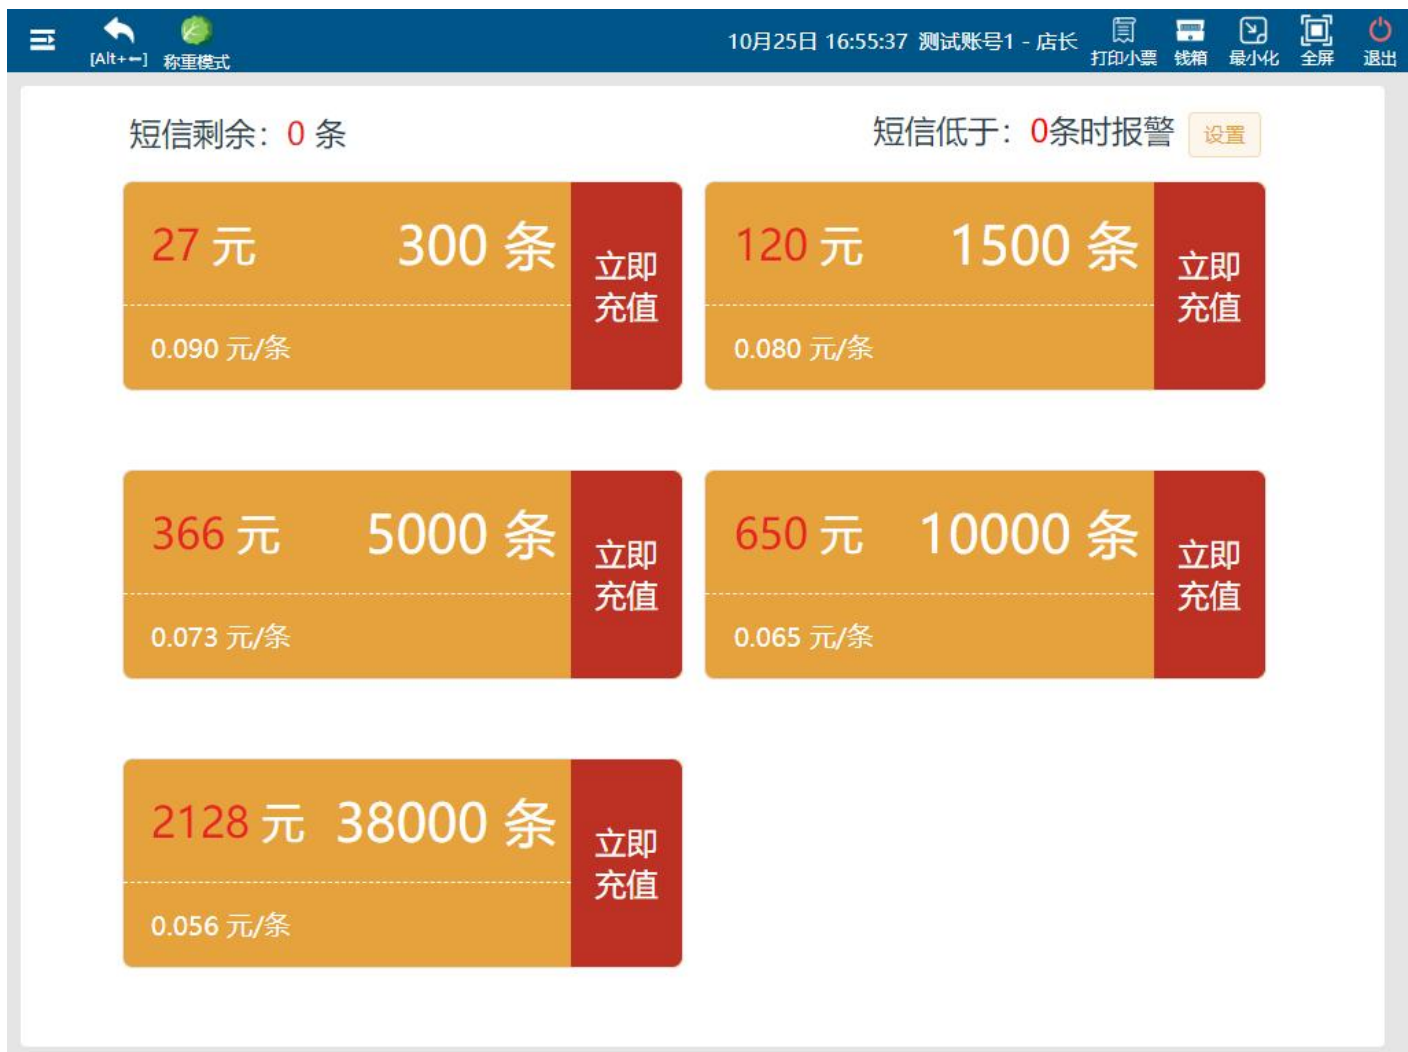 [Alt+←]
称重模式
10月25日 16:55:37 测试账号1 - 店长
打印小票
钱箱
最小化
全屏
退出
短信剩余：0 条
短信低于：0条时报警
设置
27 元
300 条
0.090 元/条
立即
充值
120 元
1500 条
0.080 元/条
立即
充值
366 元
5000 条
0.073 元/条
立即
充值
650 元
10000 条
0.065 元/条
立即
充值
2128 元
38000 条
0.056 元/条
立即
充值